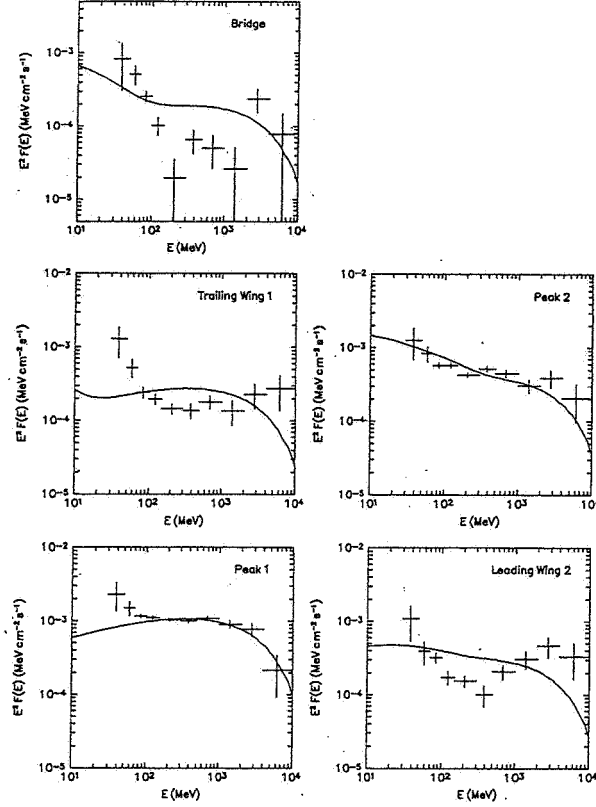 Bridge
10⁻³
10⁻⁴
10⁻⁵
E² F(E) (MeV cm⁻² s⁻¹)
10¹ 10² 10³ 10⁴
E (MeV)
10⁻² 10⁻²
Trailing Wing 1 Peak 2
10⁻³ 10⁻³
10⁻⁴ 10⁻⁴
10⁻⁵ 10⁻⁵
E² F(E) (MeV cm⁻² s⁻¹) E² F(E) (MeV cm⁻² s⁻¹)
10¹ 10² 10³ 10⁴ 10¹ 10² 10³ 10⁴
E (MeV) E (MeV)
10⁻² 10⁻²
Peak 1 Leading Wing 2
10⁻³ 10⁻³
10⁻⁴ 10⁻⁴
10⁻⁵ 10⁻⁵
E² F(E) (MeV cm⁻² s⁻¹) E² F(E) (MeV cm⁻² s⁻¹)
10¹ 10² 10³ 10⁴ 10¹ 10² 10³ 10⁴
E (MeV) E (MeV)